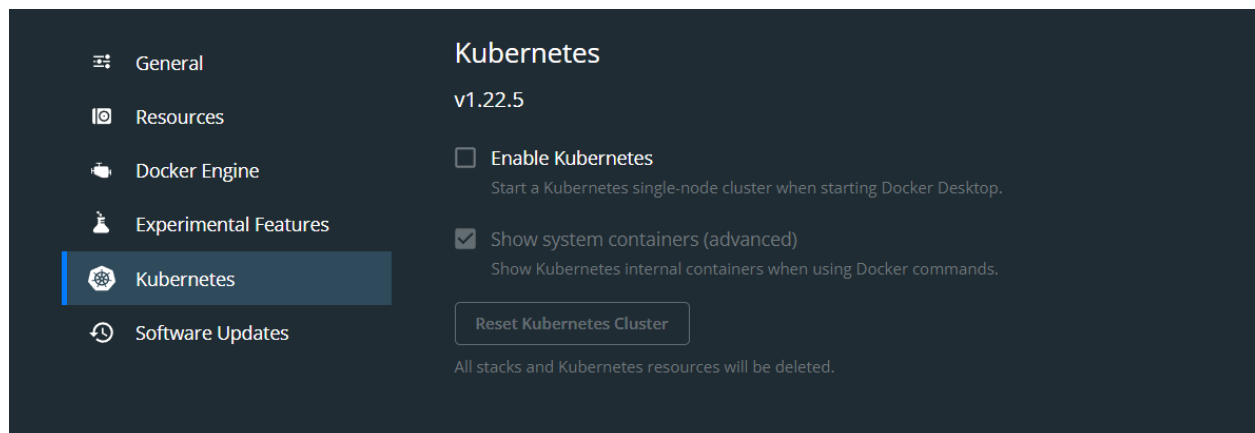 General
Resources
Docker Engine
Experimental Features
Kubernetes
Software Updates
Kubernetes
v1.22.5
Enable Kubernetes
Start a Kubernetes single-node cluster when starting Docker Desktop.
Show system containers (advanced)
Show Kubernetes internal containers when using Docker commands.
Reset Kubernetes Cluster
All stacks and Kubernetes resources will be deleted.